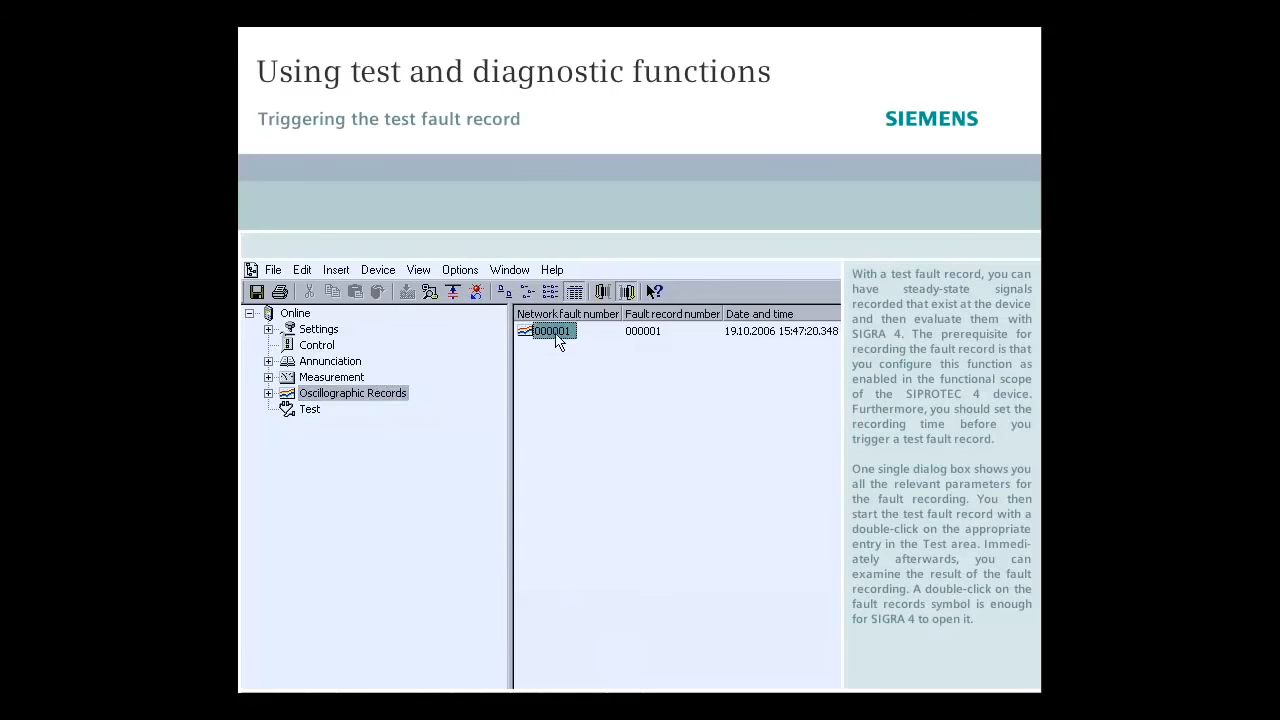 Using test and diagnostic functions
Triggering the test fault record
SIEMENS
File Edit Insert Device View Options Window Help
Online
Settings
Control
Annunciation
Measurement
Oscillographic Records
Test
Network fault number Fault record number Date and time
000001 000001 19.10.2006 15:47:20.348
With a test fault record, you can
have steady-state signals
recorded that exist at the device
and then evaluate them with
SIGRA 4. The prerequisite for
recording the fault record is that
you configure this function as
enabled in the functional scope
of the SIPROTEC 4 device.
Furthermore, you should set the
recording time before you
trigger a test fault record.
One single dialog box shows you
all the relevant parameters for
the fault recording. You then
start the test fault record with a
double-click on the appropriate
entry in the Test area. Immedi-
ately afterwards, you can
examine the result of the fault
recording. A double-click on the
fault records symbol is enough
for SIGRA 4 to open it.